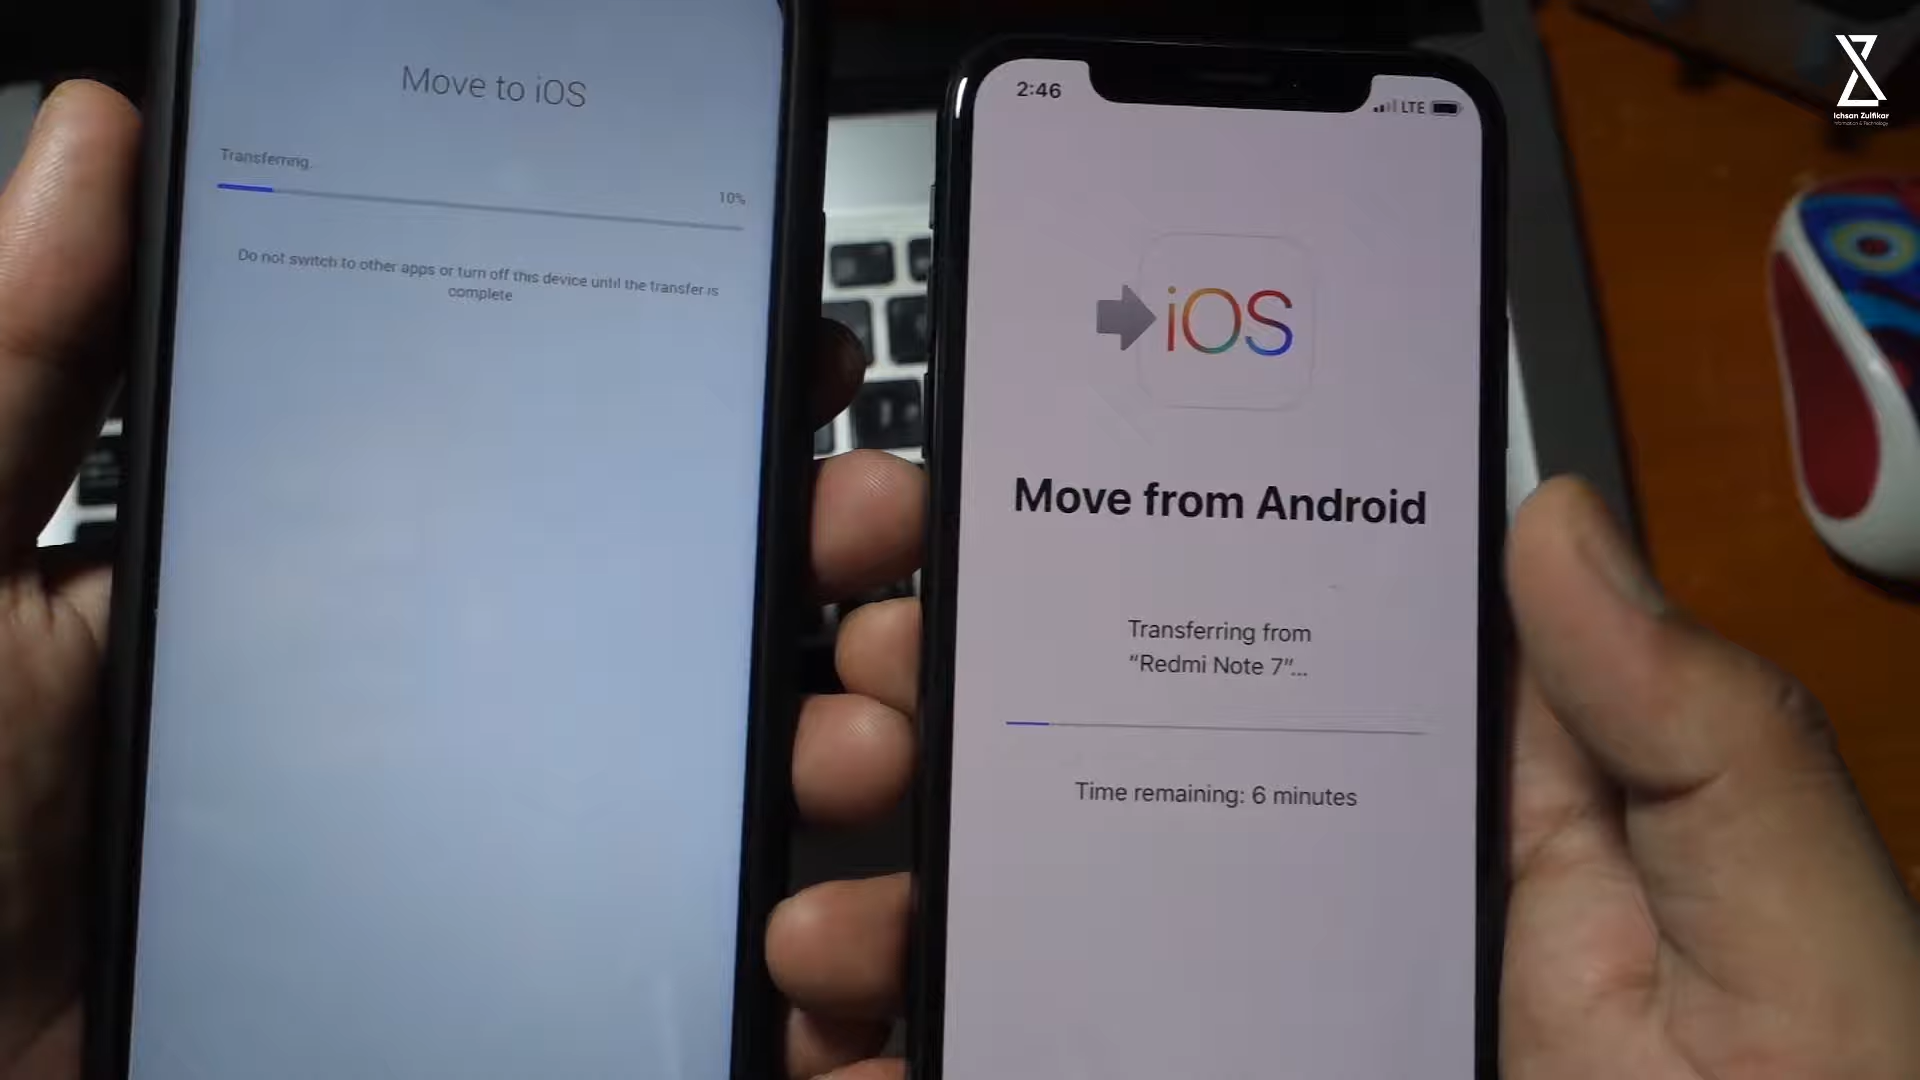 Move to iOS
Transferring.
10%
Do not switch to other apps or turn off this device until the transfer is
complete
2:46
LTE
iOS
Move from Android
Transferring from
“Redmi Note 7”...
Time remaining: 6 minutes
Ichsan Zulfikar
Information & Technology